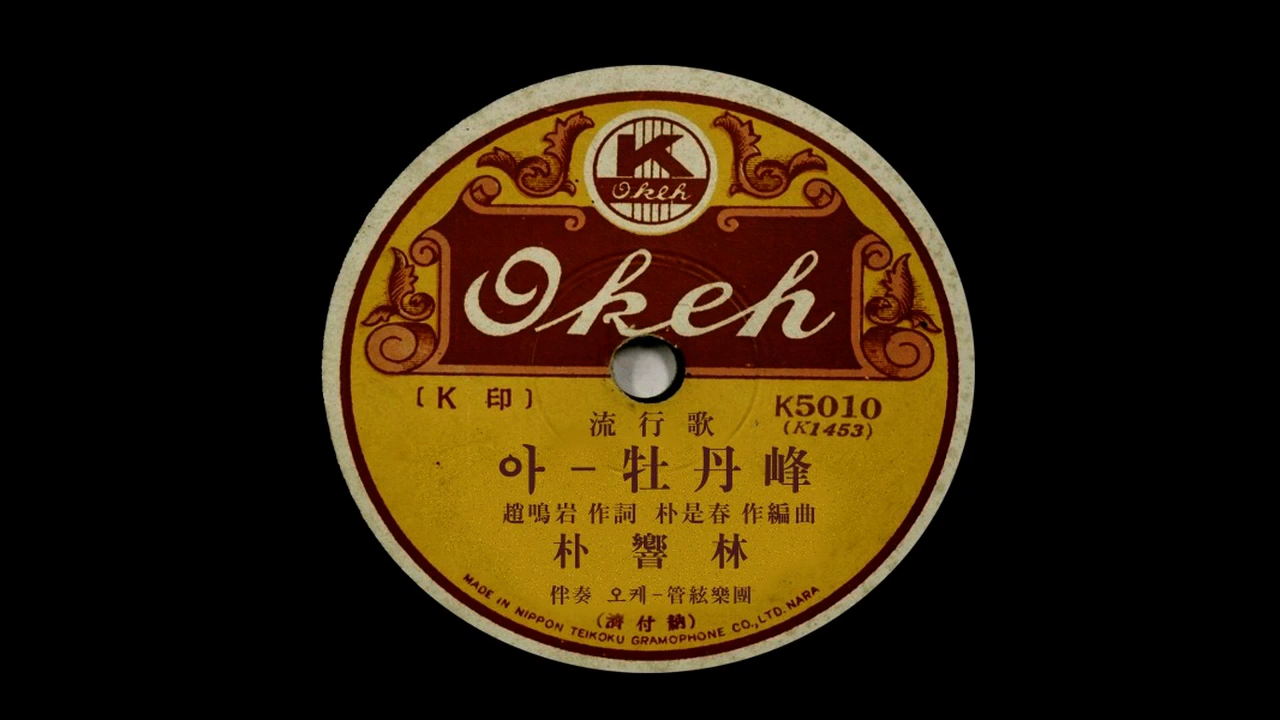 K
Okeh
Okeh
〔K 印〕
K5010
(K1453)
流行歌
아-牡丹峰
趙鳴岩 作詞 朴是春 作編曲
朴響林
伴奏 오케-管絃樂團
(濟付納)
MADE IN NIPPON TEIKOKU GRAMOPHONE CO.,LTD. NARA